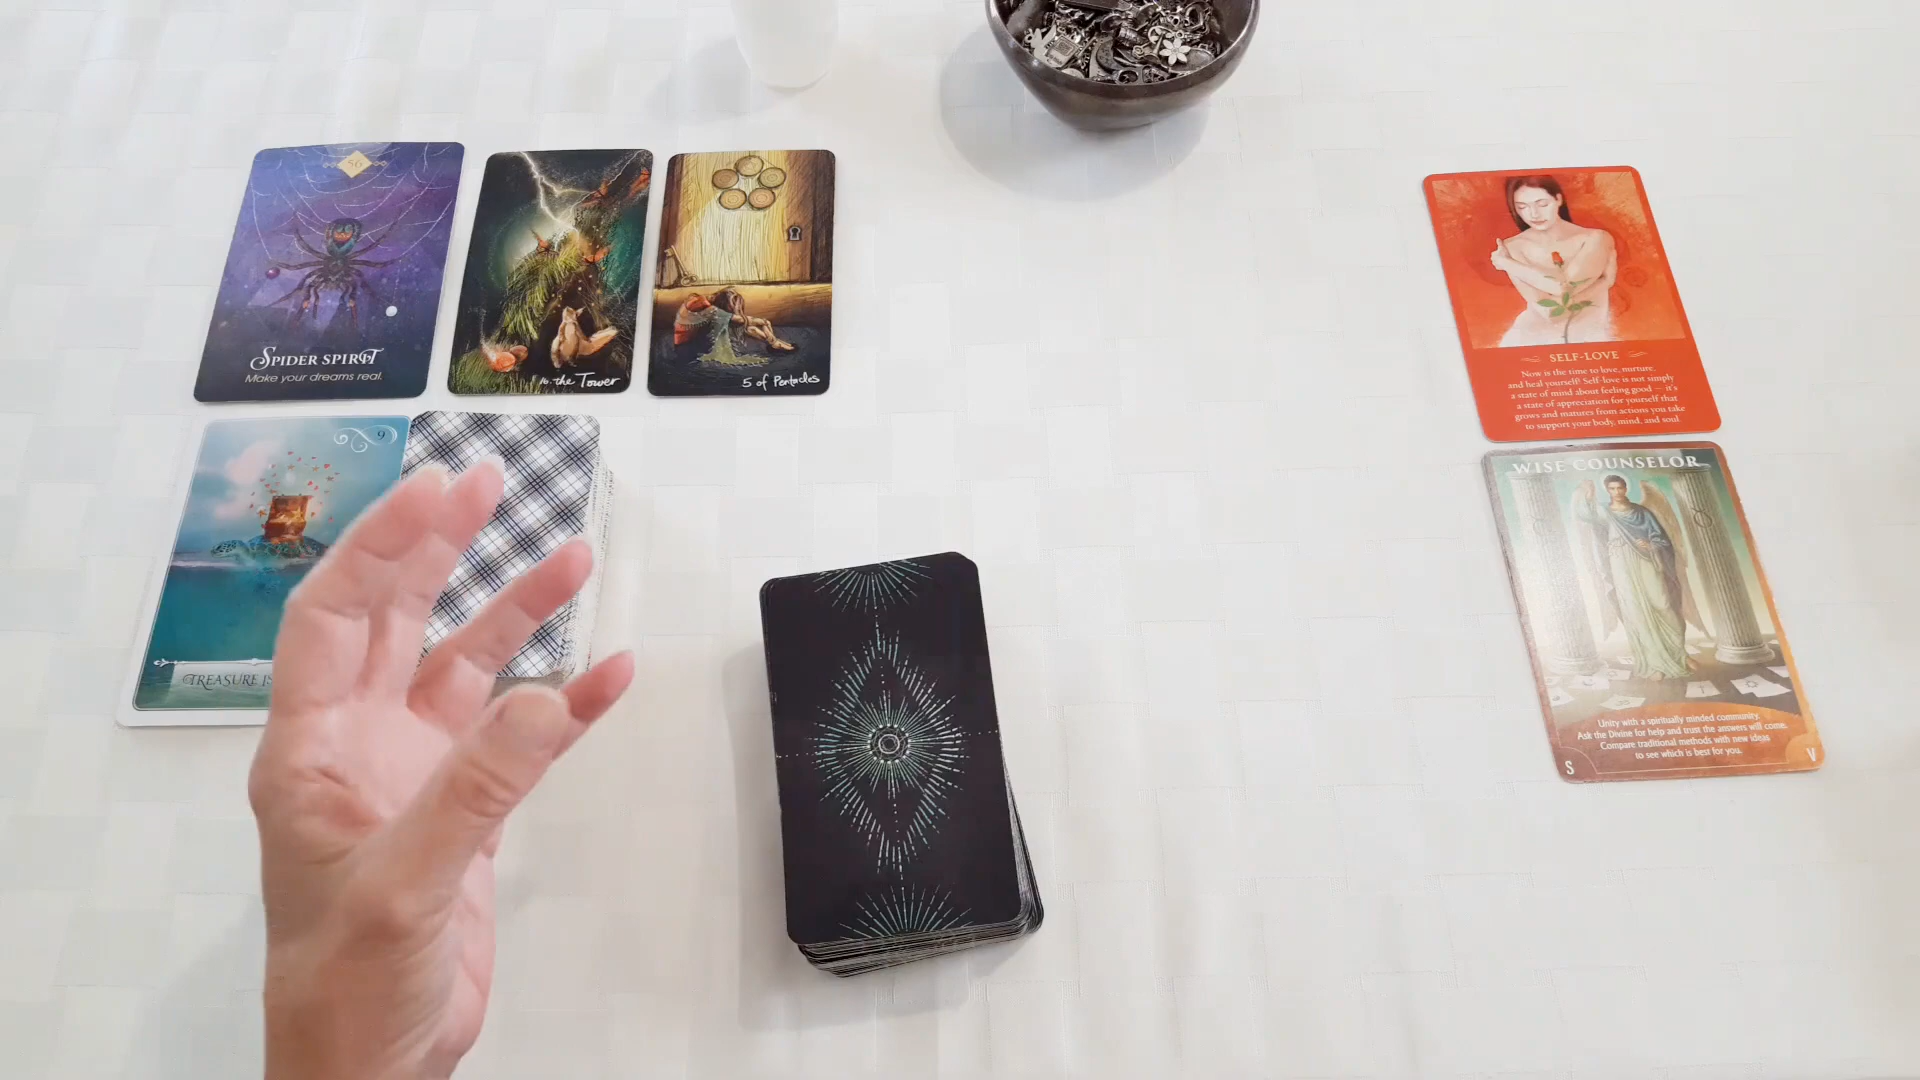 56
SPIDER SPIRIT
Make your dreams real.
16. the Tower
5 of Pentacles
9
TREASURE IS
SELF-LOVE
Now is the time to love, nurture,
and heal yourself! Self-love is not simply
a state of mind about feeling good — it's
a state of appreciation for yourself that
grows and matures from actions you take
to support your body, mind, and soul.
WISE COUNSELOR
Unity with a spiritually minded community.
Ask the Divine for help and trust the answers will come.
Compare traditional methods with new ideas
to see which is best for you.
S
V